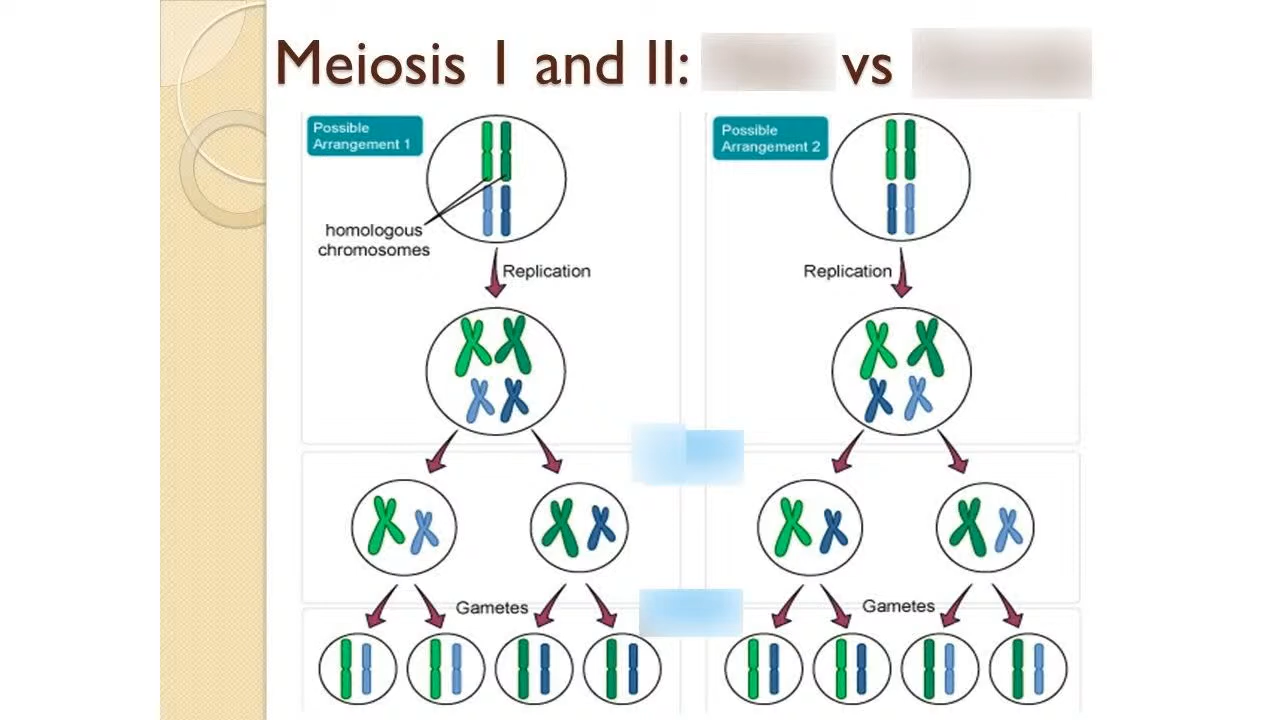 Meiosis I and II: vs
Possible
Arrangement 1
homologous
chromosomes
Replication
Gametes
Possible
Arrangement 2
Replication
Gametes